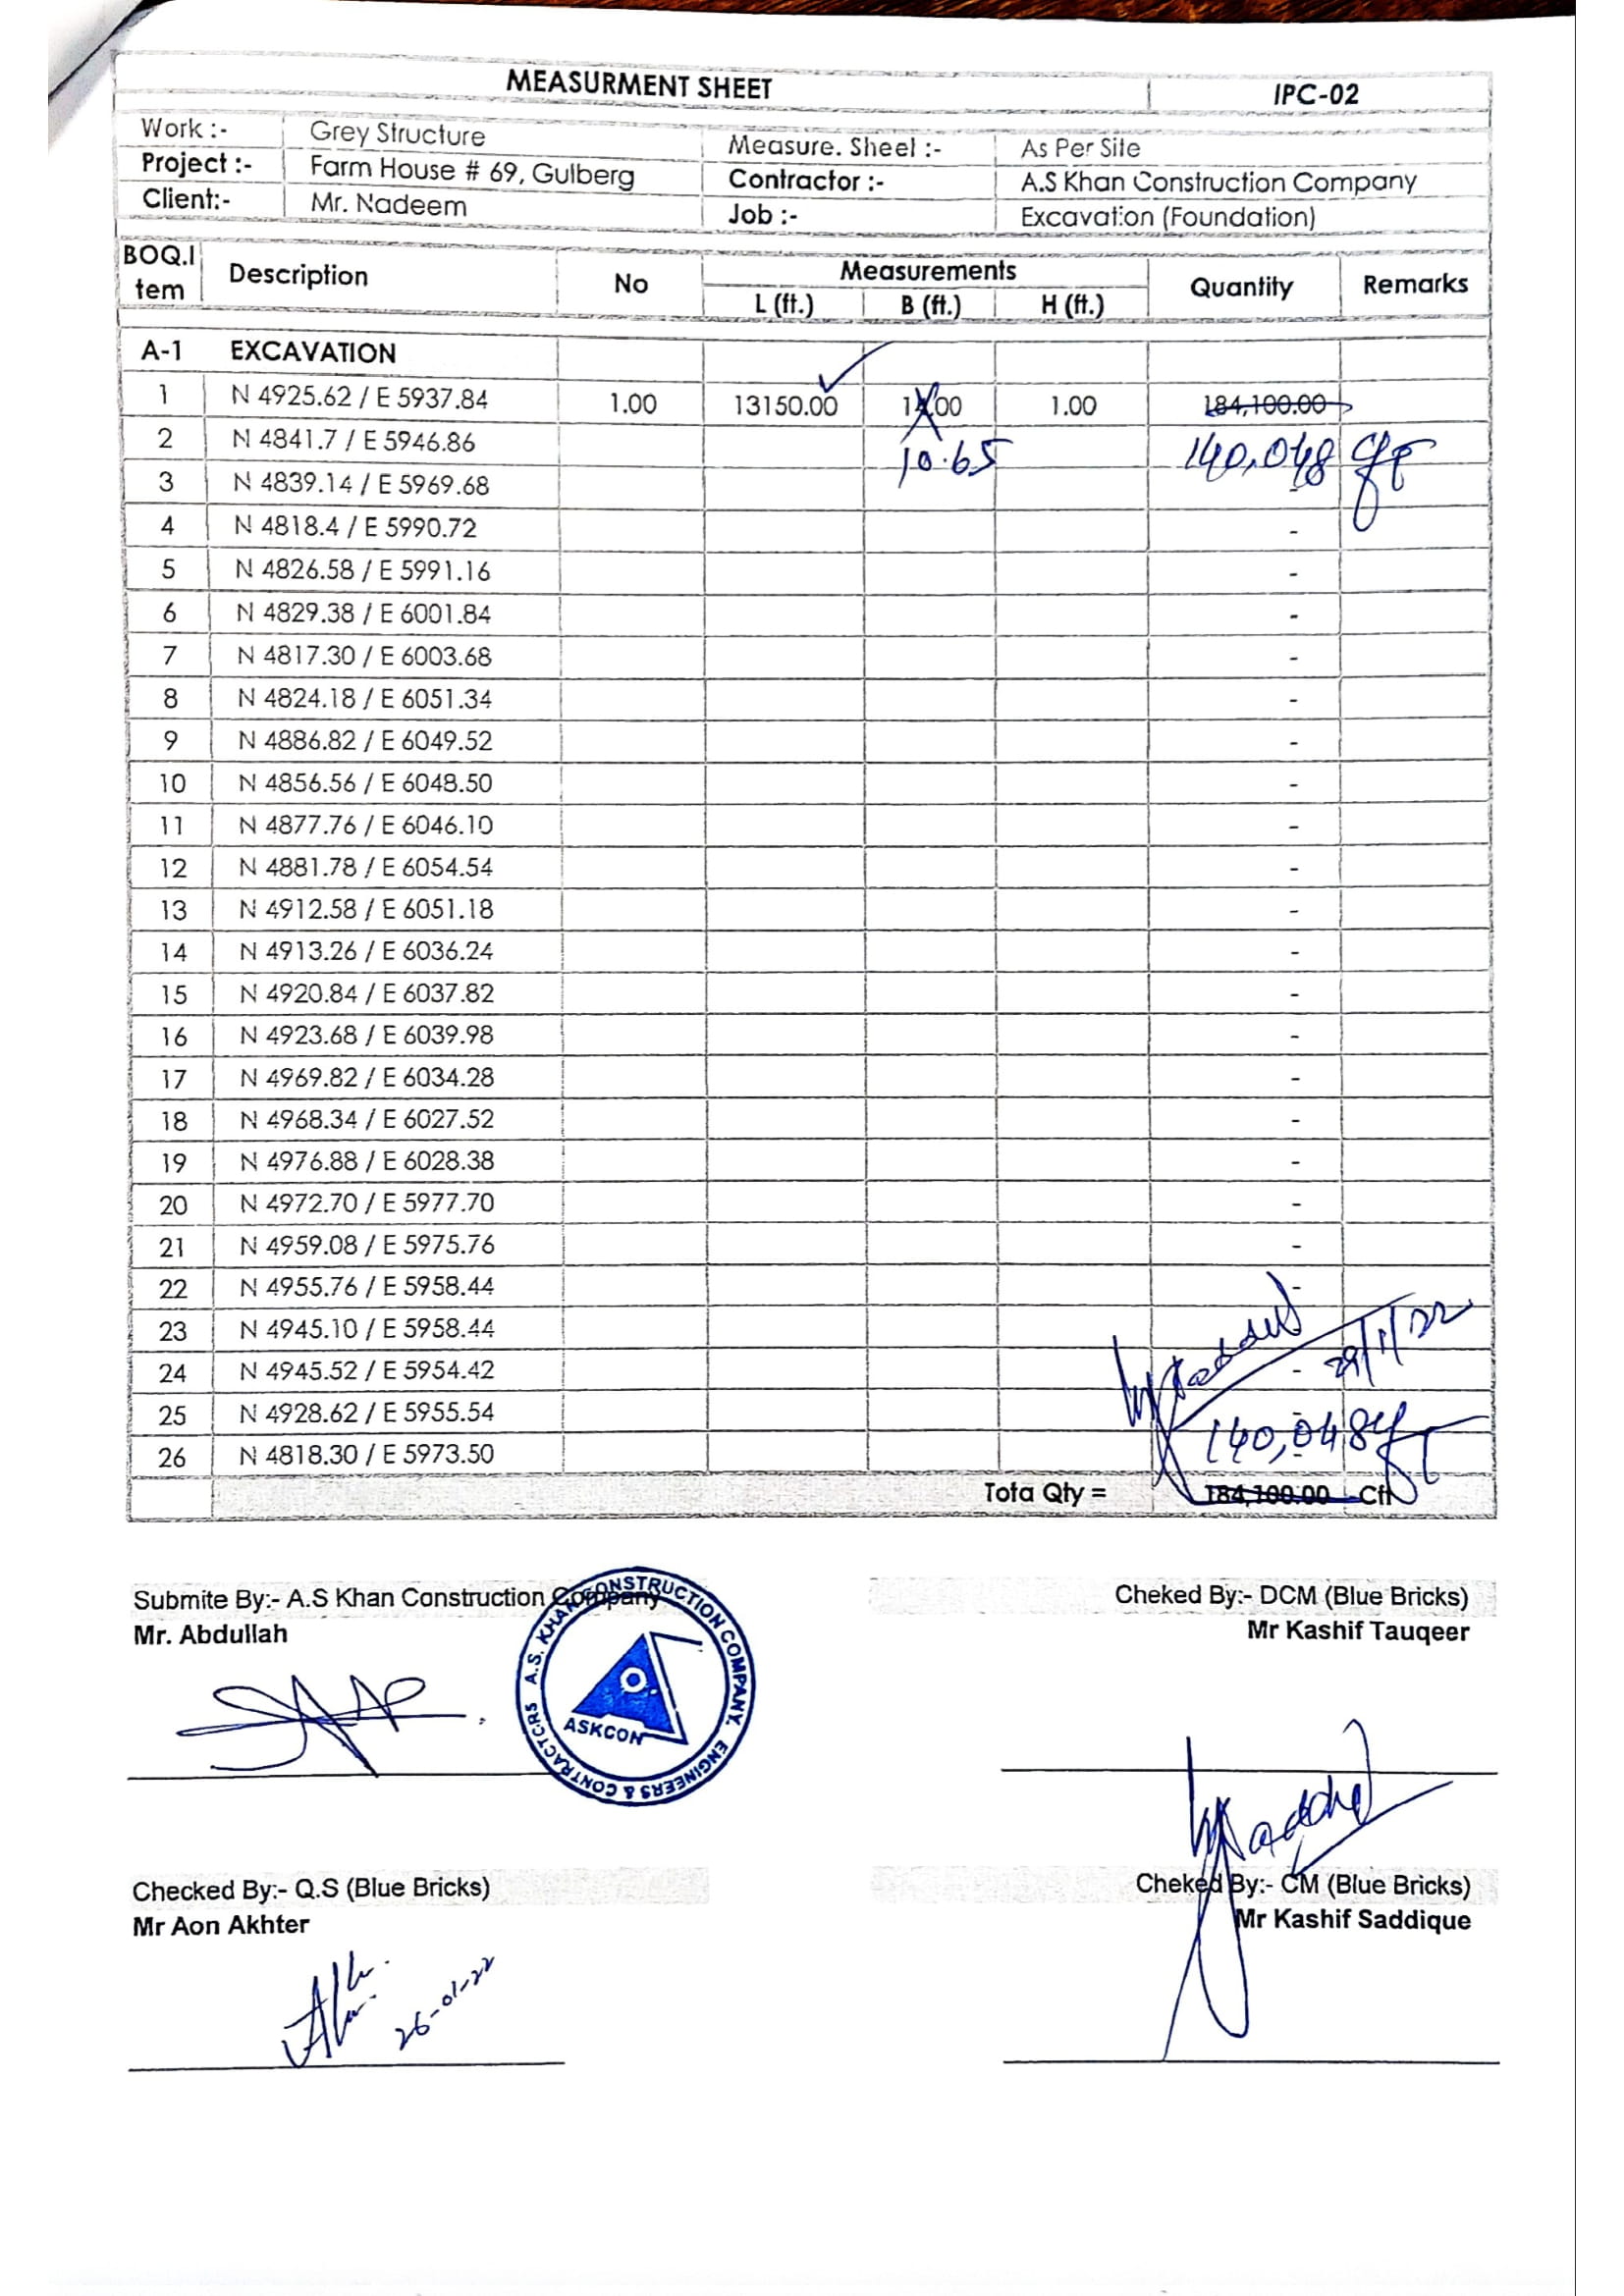 MEASURMENT SHEET IPC-02
Work :- Grey Structure Measure. Sheet :- As Per Site
Project :- Farm House # 69, Gulberg Contractor :- A.S Khan Construction Company
Client:- Mr. Nadeem Job :- Excavation (Foundation)
BOQ.I tem Description No Measurements Quantity Remarks
L (ft.) B (ft.) H (ft.)
A-1 EXCAVATION
1 N 4925.62 / E 5937.84 1.00 13150.00 14.00 1.00 184,100.00
2 N 4841.7 / E 5946.86 10.65 140,048 cft
3 N 4839.14 / E 5969.68 -
4 N 4818.4 / E 5990.72 -
5 N 4826.58 / E 5991.16 -
6 N 4829.38 / E 6001.84 -
7 N 4817.30 / E 6003.68 -
8 N 4824.18 / E 6051.34 -
9 N 4886.82 / E 6049.52 -
10 N 4856.56 / E 6048.50 -
11 N 4877.76 / E 6046.10 -
12 N 4881.78 / E 6054.54 -
13 N 4912.58 / E 6051.18 -
14 N 4913.26 / E 6036.24 -
15 N 4920.84 / E 6037.82 -
16 N 4923.68 / E 6039.98 -
17 N 4969.82 / E 6034.28 -
18 N 4968.34 / E 6027.52 -
19 N 4976.88 / E 6028.38 -
20 N 4972.70 / E 5977.70 -
21 N 4959.08 / E 5975.76 -
22 N 4955.76 / E 5958.44 -
23 N 4945.10 / E 5958.44
24 N 4945.52 / E 5954.42 -
25 N 4928.62 / E 5955.54 - 140,048 cft
26 N 4818.30 / E 5973.50 -
Tota Qty = 184,100.00 Cft
Submite By:- A.S Khan Construction Company Cheked By:- DCM (Blue Bricks)
Mr. Abdullah Mr Kashif Tauqeer
A.S. KHAN CONSTRUCTION COMPANY. ENGINEERS & CONTRACTORS
ASKCON
Checked By:- Q.S (Blue Bricks) Cheked By:- CM (Blue Bricks)
Mr Aon Akhter Mr Kashif Saddique
26-01-22